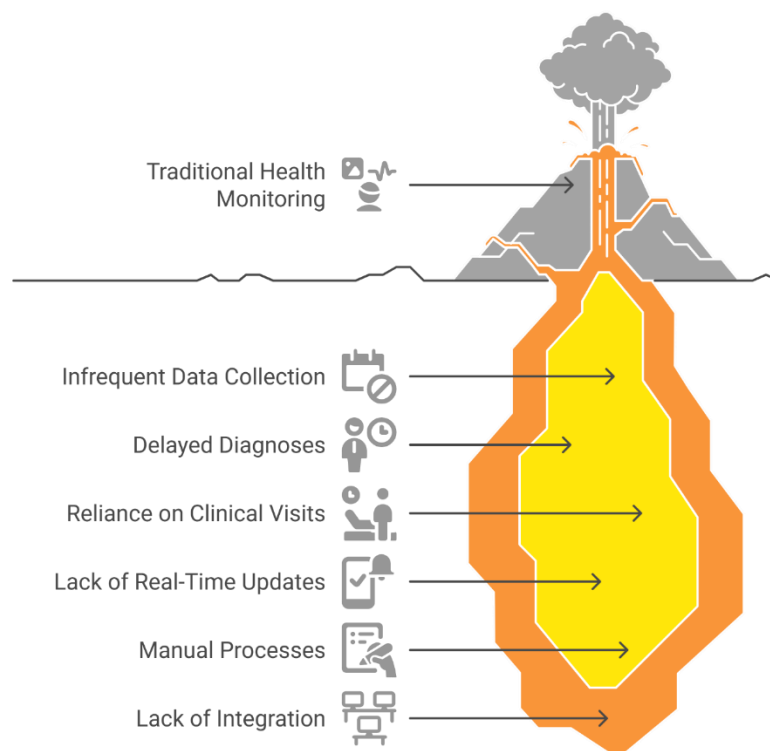 Traditional Health
Monitoring
Infrequent Data Collection
Delayed Diagnoses
Reliance on Clinical Visits
Lack of Real-Time Updates
Manual Processes
Lack of Integration